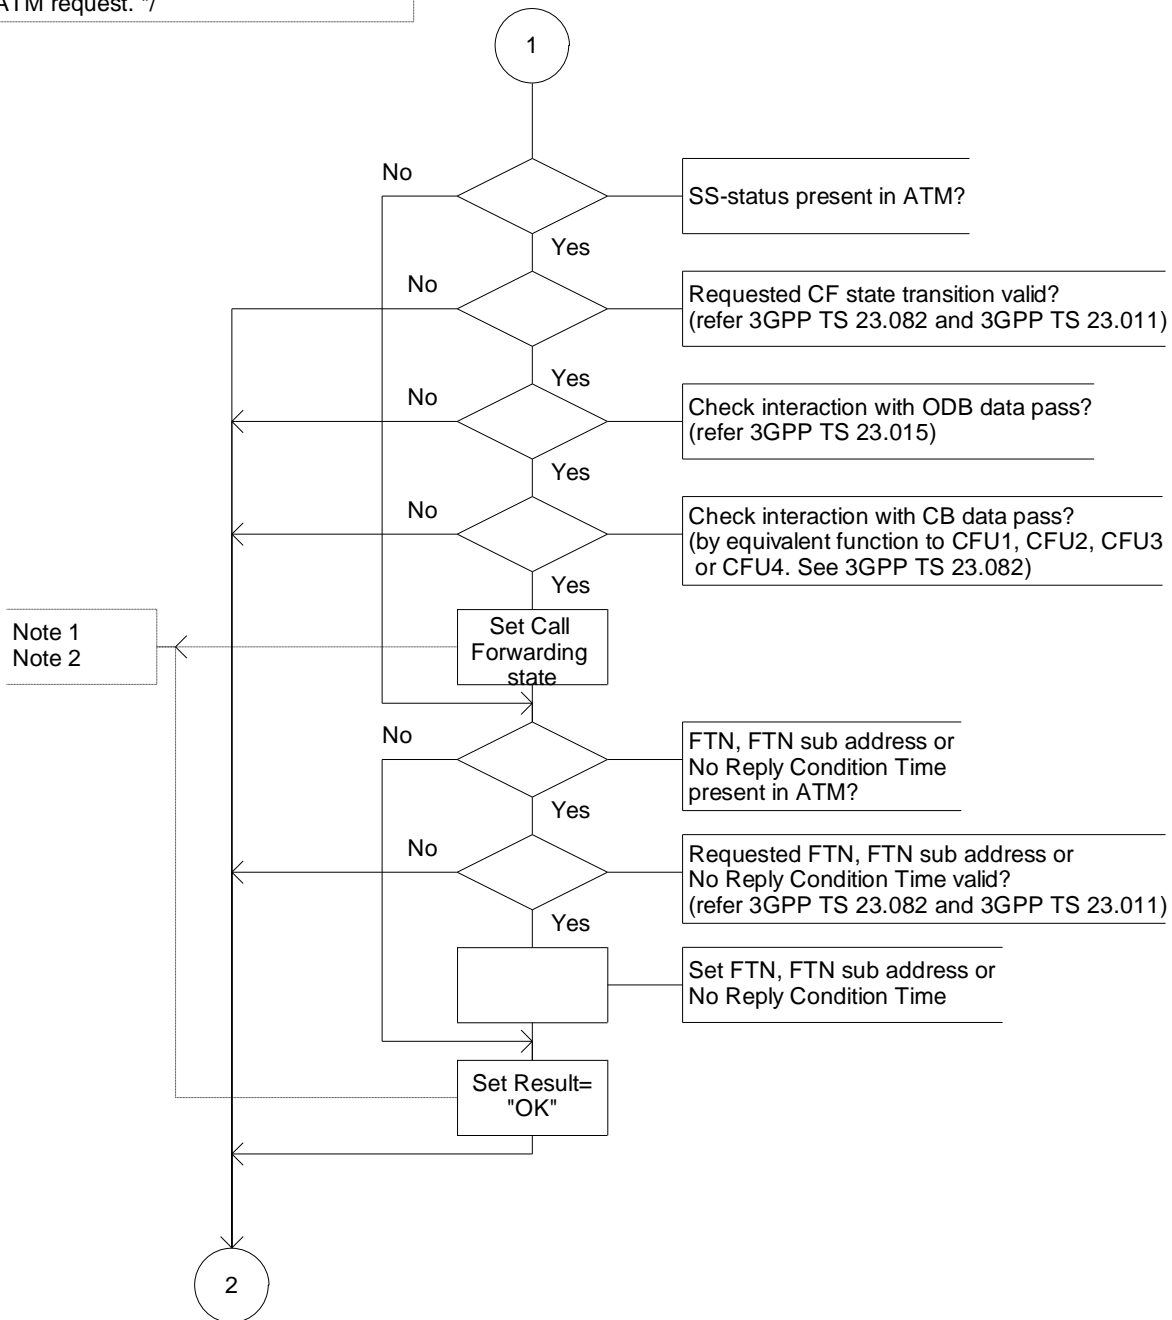 ATM request. */
1
No
SS-status present in ATM?
Yes
No
Requested CF state transition valid?
(refer 3GPP TS 23.082 and 3GPP TS 23.011)
Yes
No
Check interaction with ODB data pass?
(refer 3GPP TS 23.015)
Yes
No
Check interaction with CB data pass?
(by equivalent function to CFU1, CFU2, CFU3
or CFU4. See 3GPP TS 23.082)
Yes
Note 1
Note 2
Set Call
Forwarding
state
No
FTN, FTN sub address or
No Reply Condition Time
present in ATM?
Yes
No
Requested FTN, FTN sub address or
No Reply Condition Time valid?
(refer 3GPP TS 23.082 and 3GPP TS 23.011)
Yes
Set FTN, FTN sub address or
No Reply Condition Time
Set Result=
"OK"
2